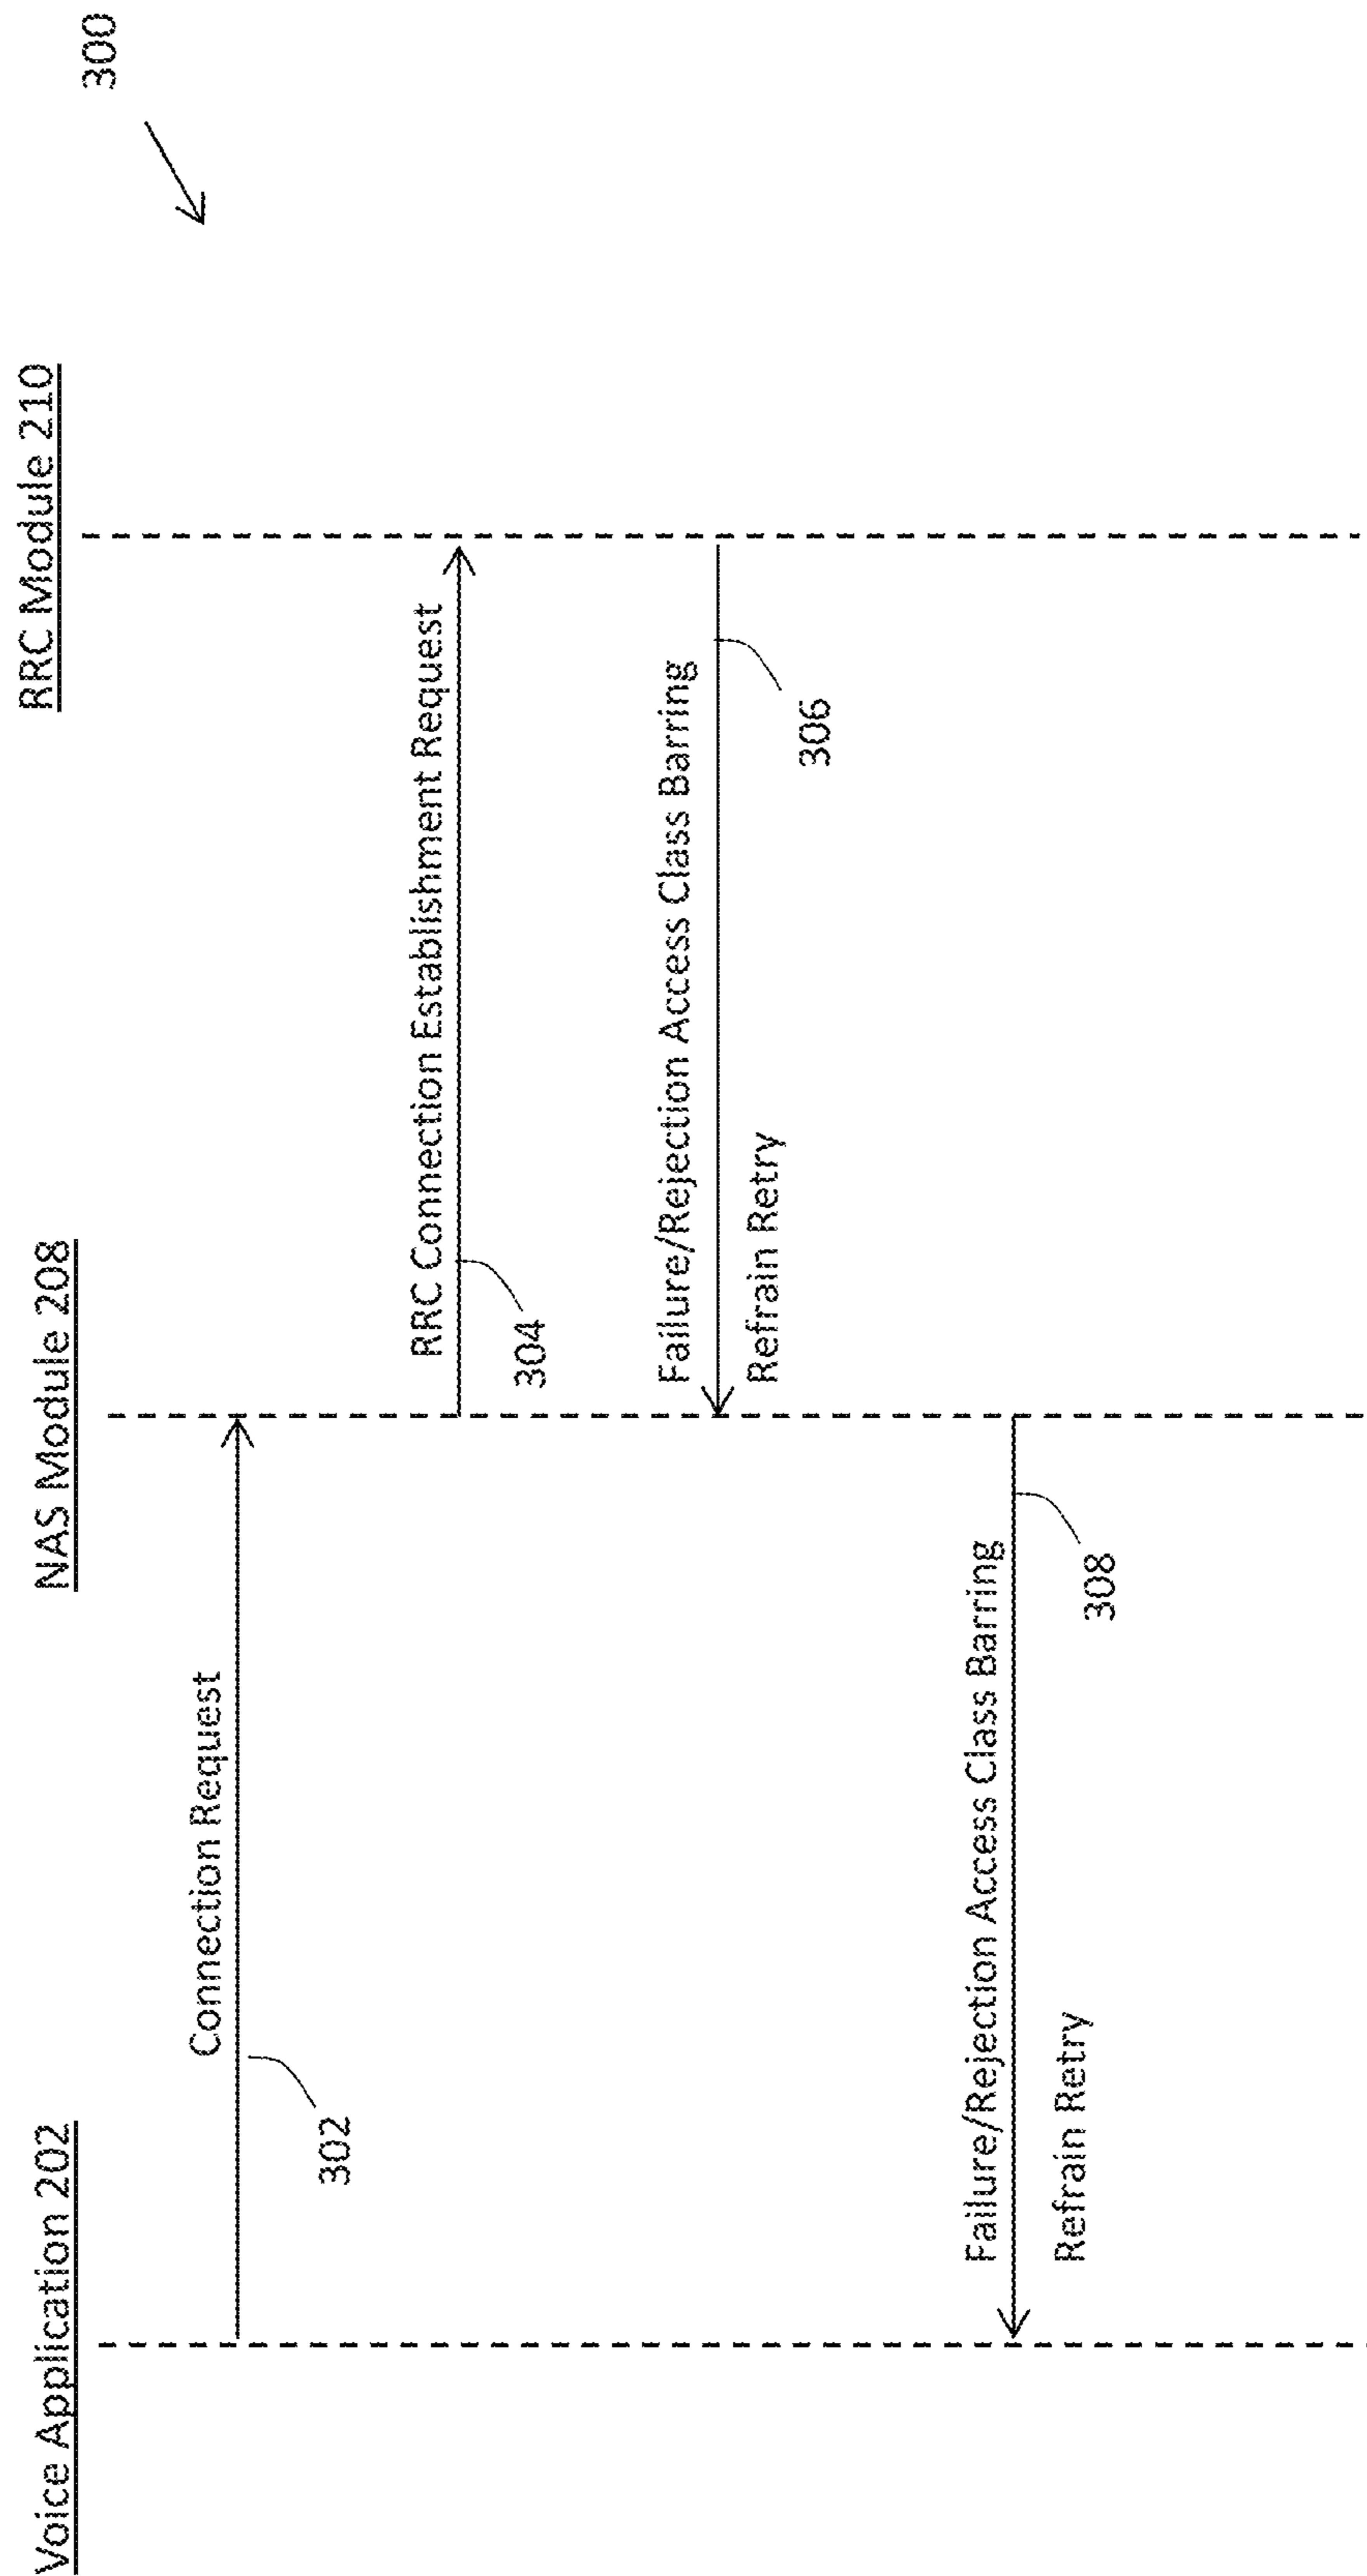 300
Voice Application 202
NAS Module 208
RRC Module 210
Connection Request
302
RRC Connection Establishment Request
304
Failure/Rejection Access Class Barring
306
Refrain Retry
Failure/Rejection Access Class Barring
308
Refrain Retry